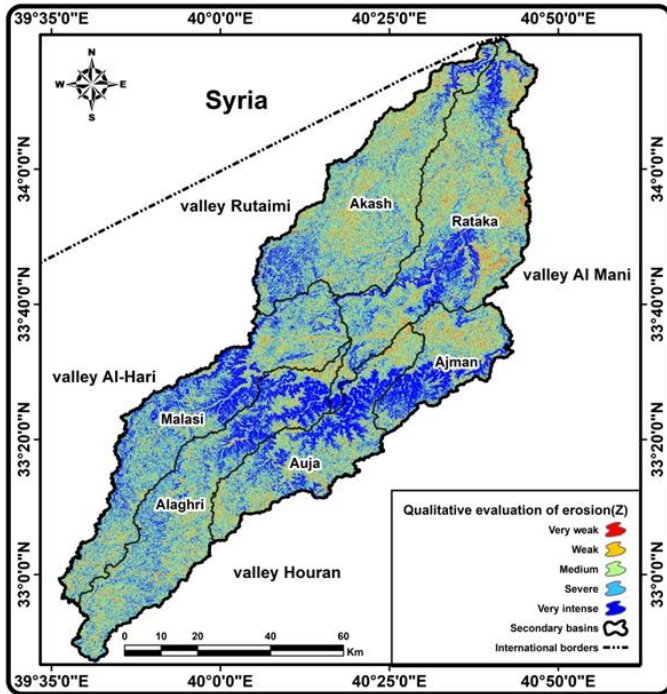 39°35'0"E 40°0'0"E 40°25'0"E 40°50'0"E
N
W E
S
Syria
34°0'0"N 34°0'0"N
valley Rutaimi
Akash
Rataka
valley Al Mani
33°40'0"N 33°40'0"N
valley Al-Hari
Ajman
Malasi
33°20'0"N 33°20'0"N
Auja
Alaghri
valley Houran
33°0'0"N 33°0'0"N
Qualitative evaluation of erosion(Z)
Very weak
Weak
Medium
Severe
Very intense
Secondary basins
International borders
0 10 20 40 60
Km
39°35'0"E 40°0'0"E 40°25'0"E 40°50'0"E